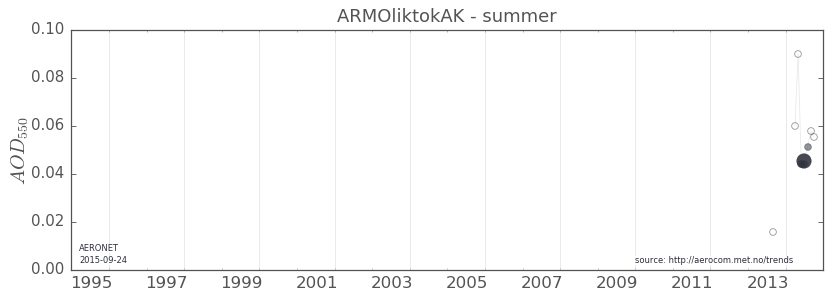 ARMOliktokAK - summer
0.10
0.08
0.06
0.04
0.02
0.00
AOD550
AERONET
2015-09-24
source: http://aerocom.met.no/trends
1995 1997 1999 2001 2003 2005 2007 2009 2011 2013